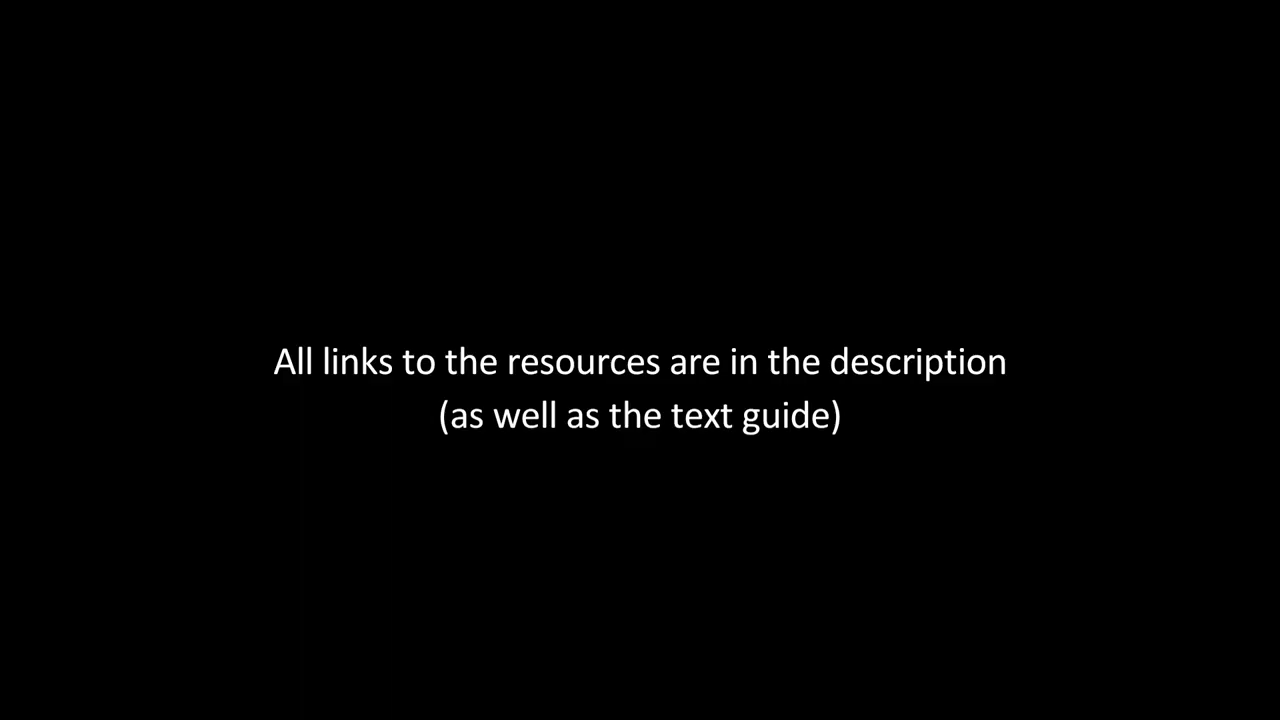 All links to the resources are in the description
(as well as the text guide)